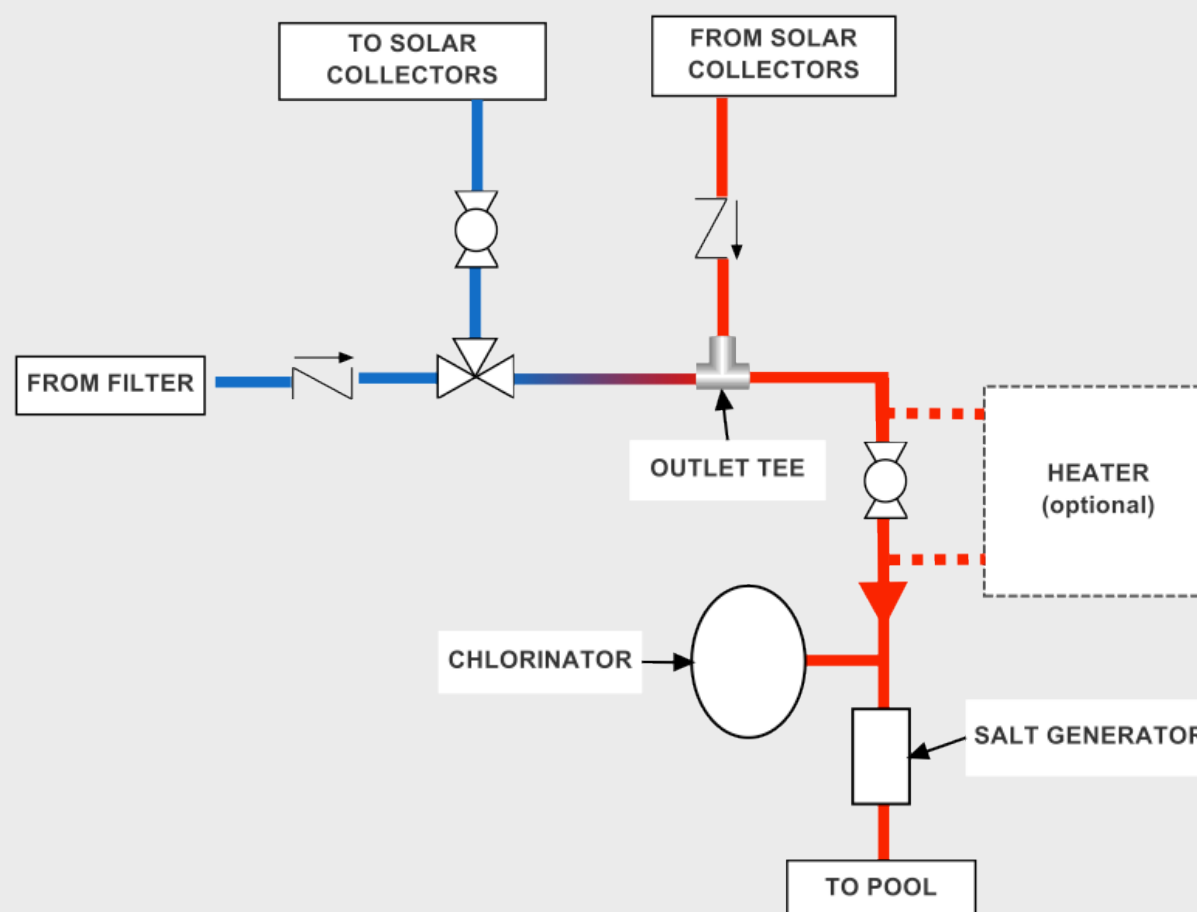 TO SOLAR
COLLECTORS
FROM SOLAR
COLLECTORS
FROM FILTER
OUTLET TEE
HEATER
(optional)
CHLORINATOR
SALT GENERATOR
TO POOL